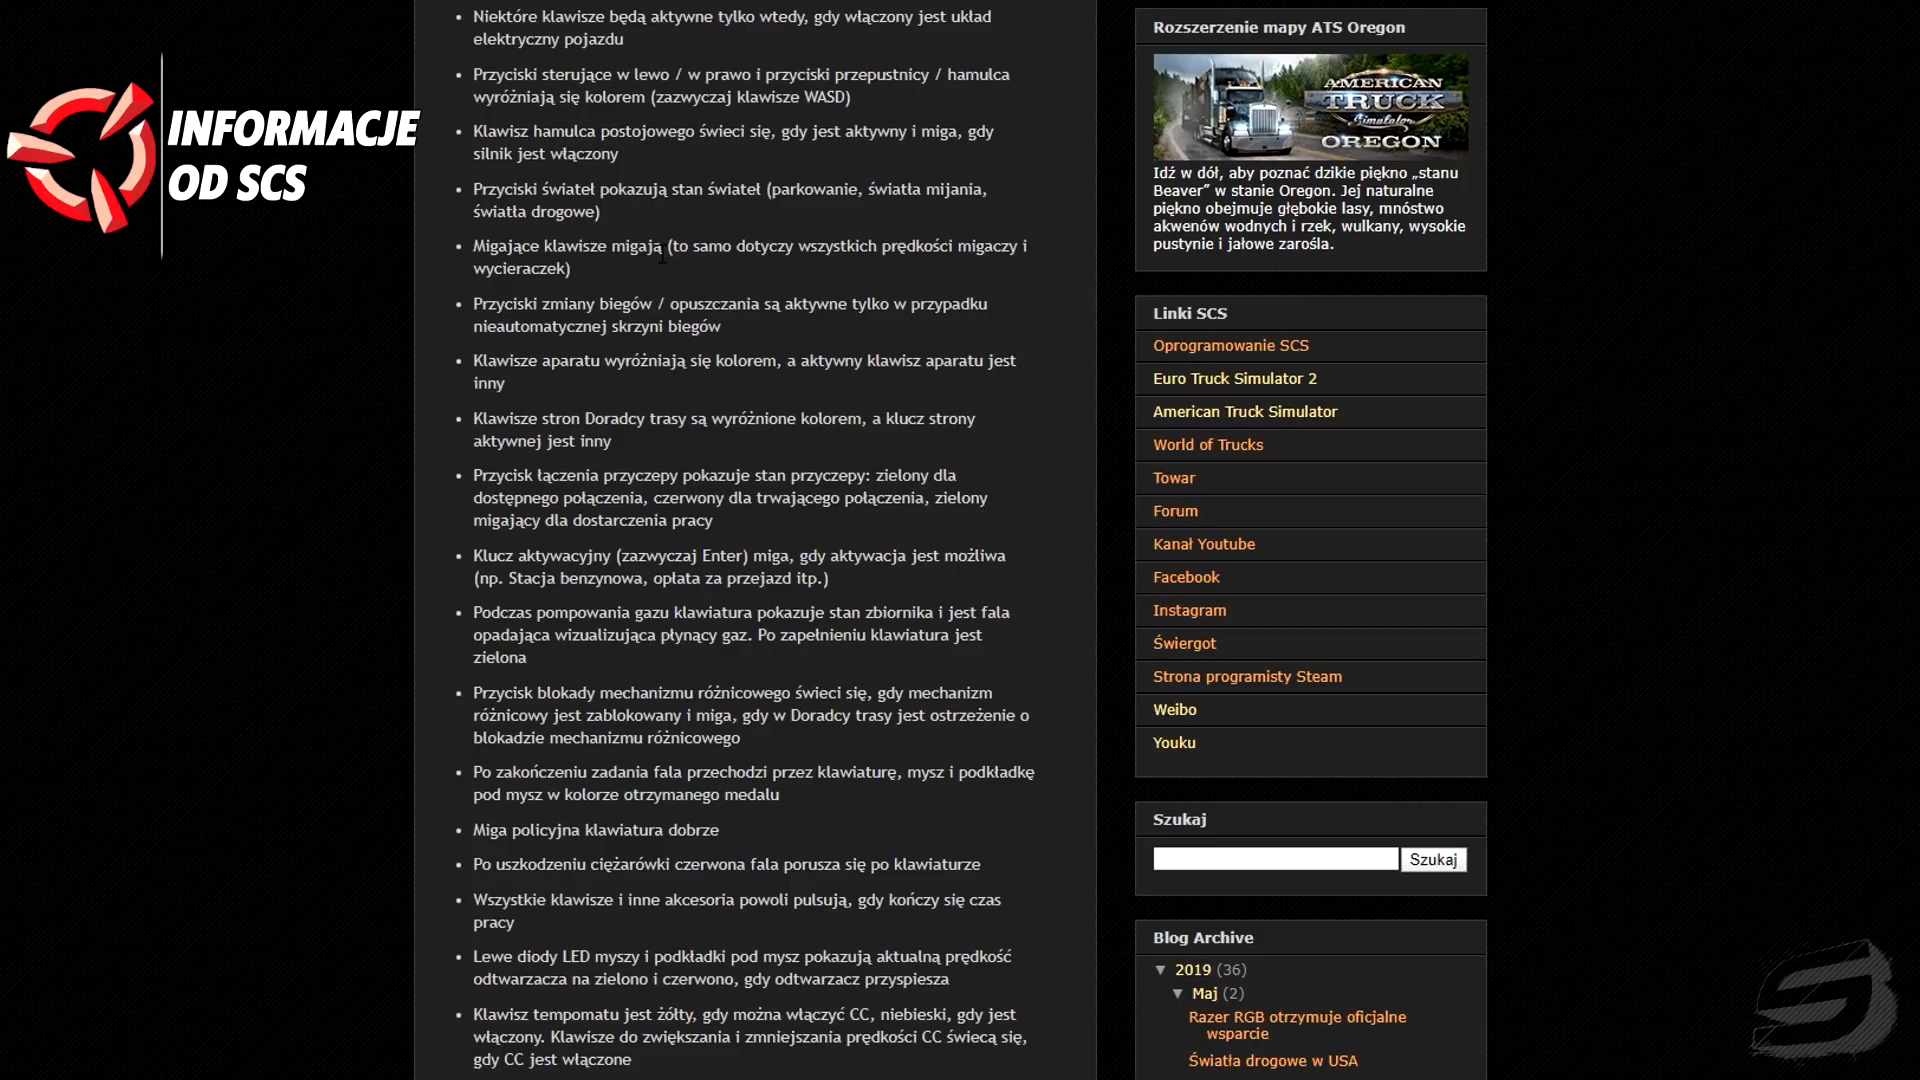 INFORMACJE
OD SCS
Niektóre klawisze będą aktywne tylko wtedy, gdy włączony jest układ
elektryczny pojazdu
Przyciski sterujące w lewo / w prawo i przyciski przepustnicy / hamulca
wyróżniają się kolorem (zazwyczaj klawisze WASD)
Klawisz hamulca postojowego świeci się, gdy jest aktywny i miga, gdy
silnik jest włączony
Przyciski świateł pokazują stan świateł (parkowanie, światła mijania,
światła drogowe)
Migające klawisze migają (to samo dotyczy wszystkich prędkości migaczy i
wycieraczek)
Przyciski zmiany biegów / opuszczania są aktywne tylko w przypadku
nieautomatycznej skrzyni biegów
Klawisze aparatu wyróżniają się kolorem, a aktywny klawisz aparatu jest
inny
Klawisze stron Doradcy trasy są wyróżnione kolorem, a klucz strony
aktywnej jest inny
Przycisk łączenia przyczepy pokazuje stan przyczepy: zielony dla
dostępnego połączenia, czerwony dla trwającego połączenia, zielony
migający dla dostarczenia pracy
Klucz aktywacyjny (zazwyczaj Enter) miga, gdy aktywacja jest możliwa
(np. Stacja benzynowa, opłata za przejazd itp.)
Podczas pompowania gazu klawiatura pokazuje stan zbiornika i jest fala
opadająca wizualizująca płynący gaz. Po zapełnieniu klawiatura jest
zielona
Przycisk blokady mechanizmu różnicowego świeci się, gdy mechanizm
różnicowy jest zablokowany i miga, gdy w Doradcy trasy jest ostrzeżenie o
blokadzie mechanizmu różnicowego
Po zakończeniu zadania fala przechodzi przez klawiaturę, mysz i podkładkę
pod mysz w kolorze otrzymanego medalu
Miga policyjna klawiatura dobrze
Po uszkodzeniu ciężarówki czerwona fala porusza się po klawiaturze
Wszystkie klawisze i inne akcesoria powoli pulsują, gdy kończy się czas
pracy
Lewe diody LED myszy i podkładki pod mysz pokazują aktualną prędkość
odtwarzacza na zielono i czerwono, gdy odtwarzacz przyspiesza
Klawisz tempomatu jest żółty, gdy można włączyć CC, niebieski, gdy jest
włączony. Klawisze do zwiększania i zmniejszania prędkości CC świecą się,
gdy CC jest włączone
Rozszerzenie mapy ATS Oregon
AMERICAN
TRUCK
Simulator
OREGON
Idź w dół, aby poznać dzikie piękno „stanu
Beaver” w stanie Oregon. Jej naturalne
piękno obejmuje głębokie lasy, mnóstwo
akwenów wodnych i rzek, wulkany, wysokie
pustynie i jałowe zarośla.
Linki SCS
Oprogramowanie SCS
Euro Truck Simulator 2
American Truck Simulator
World of Trucks
Towar
Forum
Kanał Youtube
Facebook
Instagram
Świergot
Strona programisty Steam
Weibo
Youku
Szukaj
Szukaj
Blog Archive
▼ 2019 (36)
▼ Maj (2)
Razer RGB otrzymuje oficjalne
wsparcie
Światła drogowe w USA